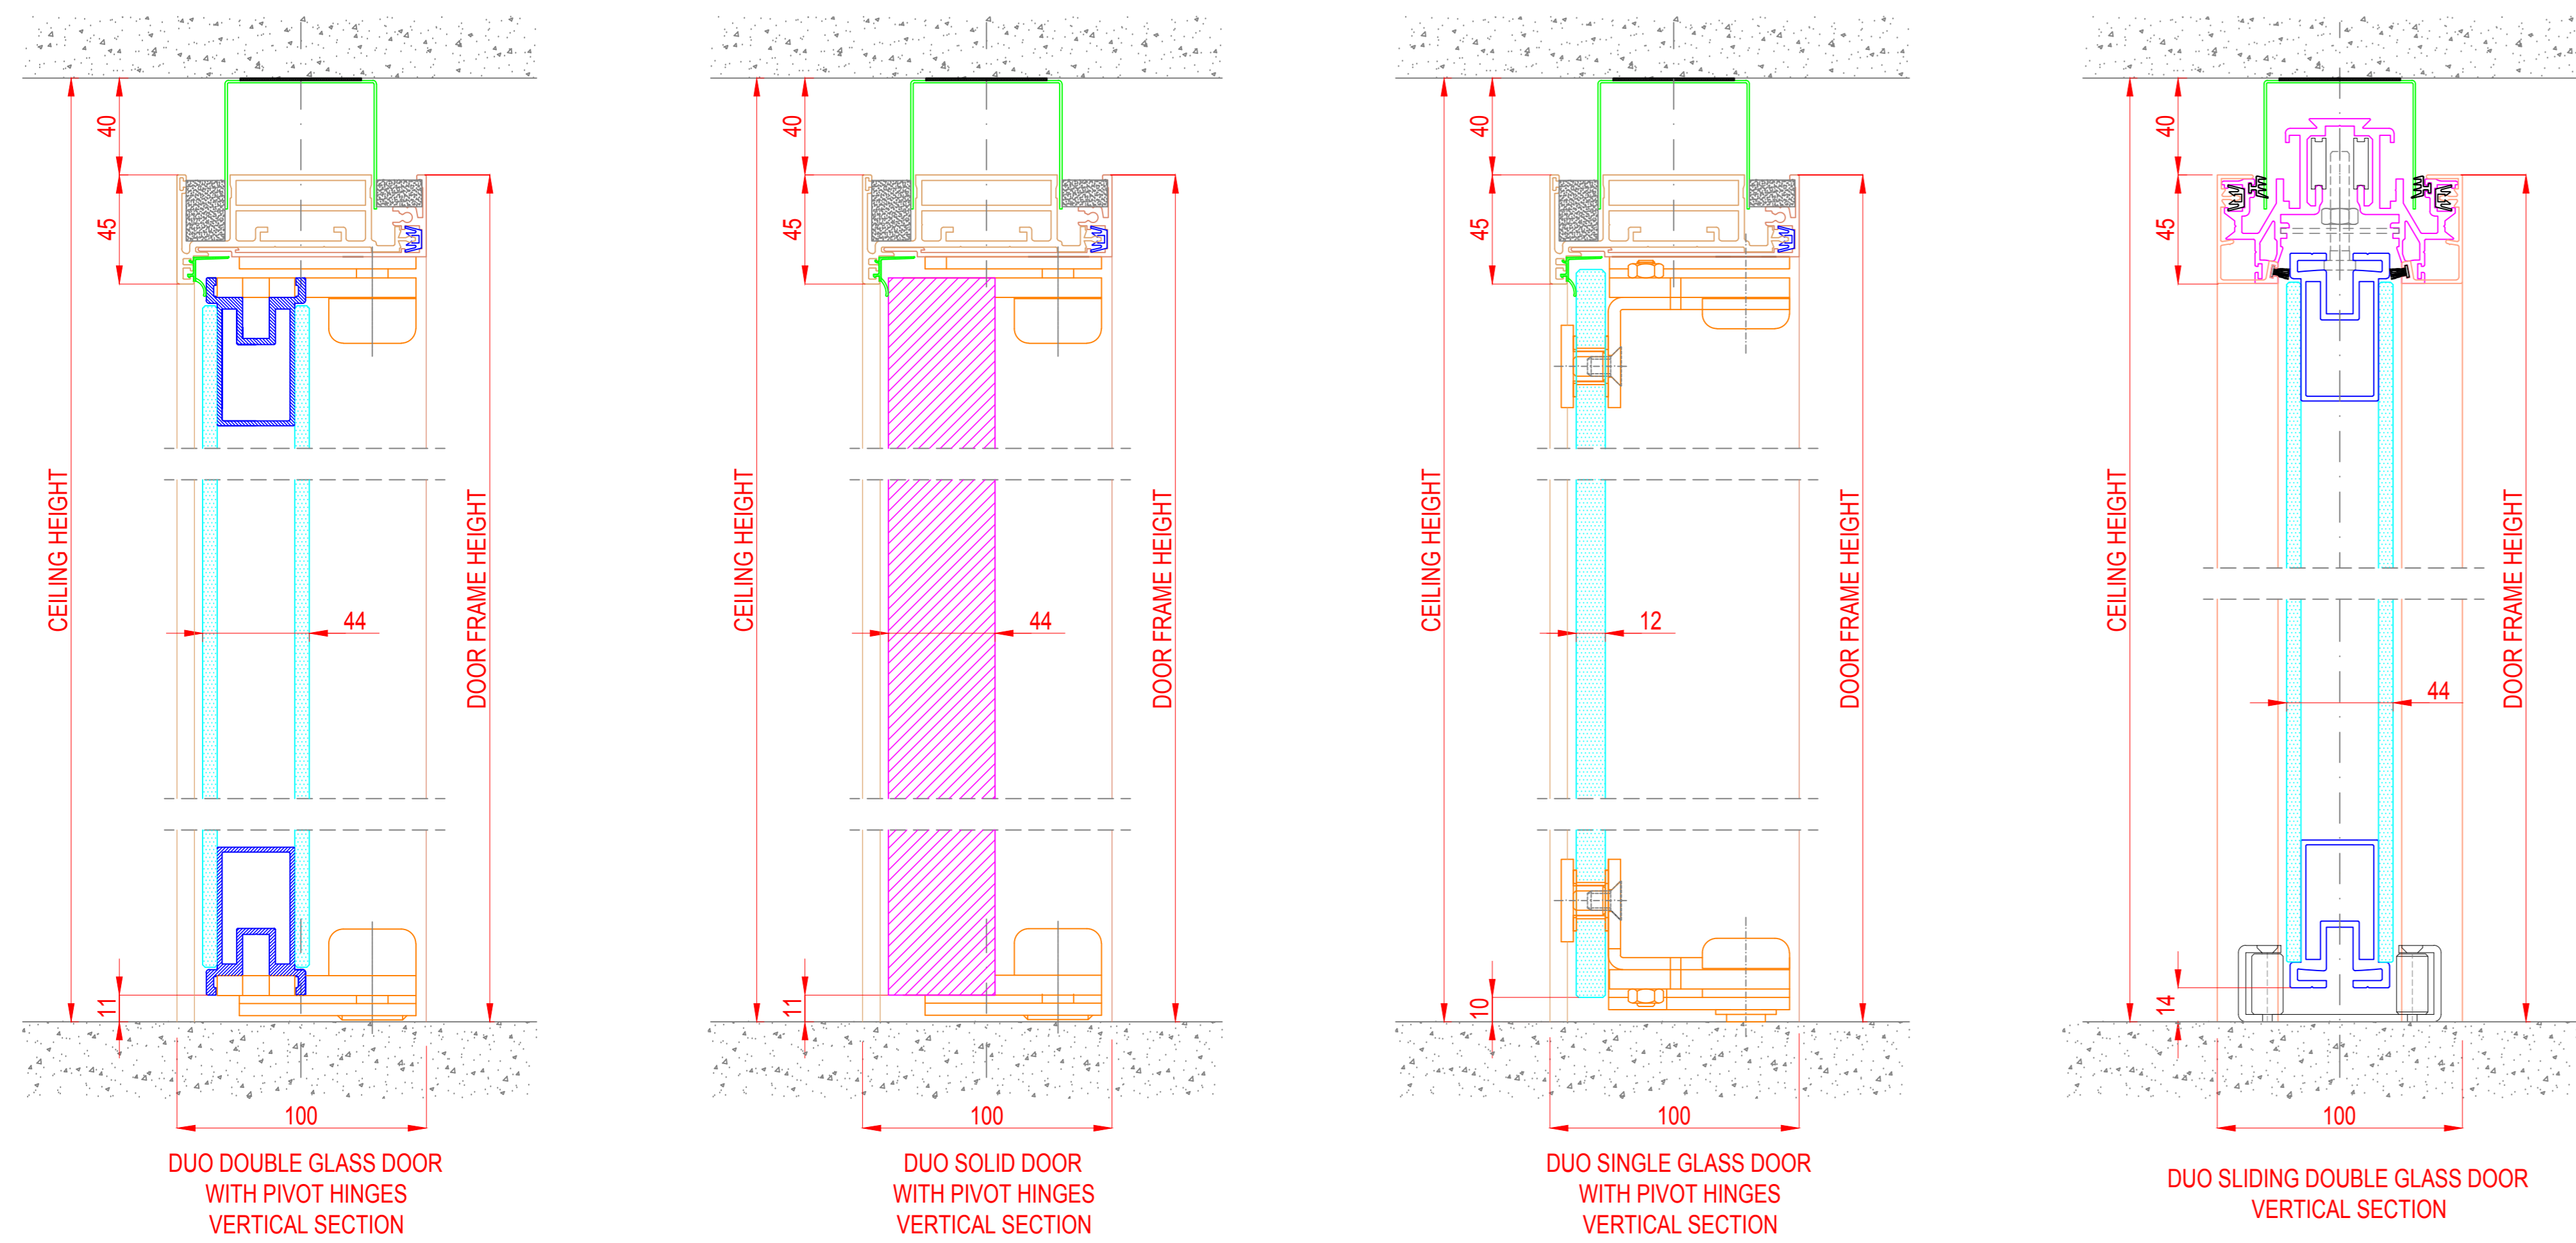 40
45
CEILING HEIGHT
DOOR FRAME HEIGHT
44
11
100
DUO DOUBLE GLASS DOOR
WITH PIVOT HINGES
VERTICAL SECTION
40
45
CEILING HEIGHT
DOOR FRAME HEIGHT
44
11
100
DUO SOLID DOOR
WITH PIVOT HINGES
VERTICAL SECTION
40
45
CEILING HEIGHT
DOOR FRAME HEIGHT
12
10
100
DUO SINGLE GLASS DOOR
WITH PIVOT HINGES
VERTICAL SECTION
40
45
CEILING HEIGHT
DOOR FRAME HEIGHT
44
14
100
DUO SLIDING DOUBLE GLASS DOOR
VERTICAL SECTION